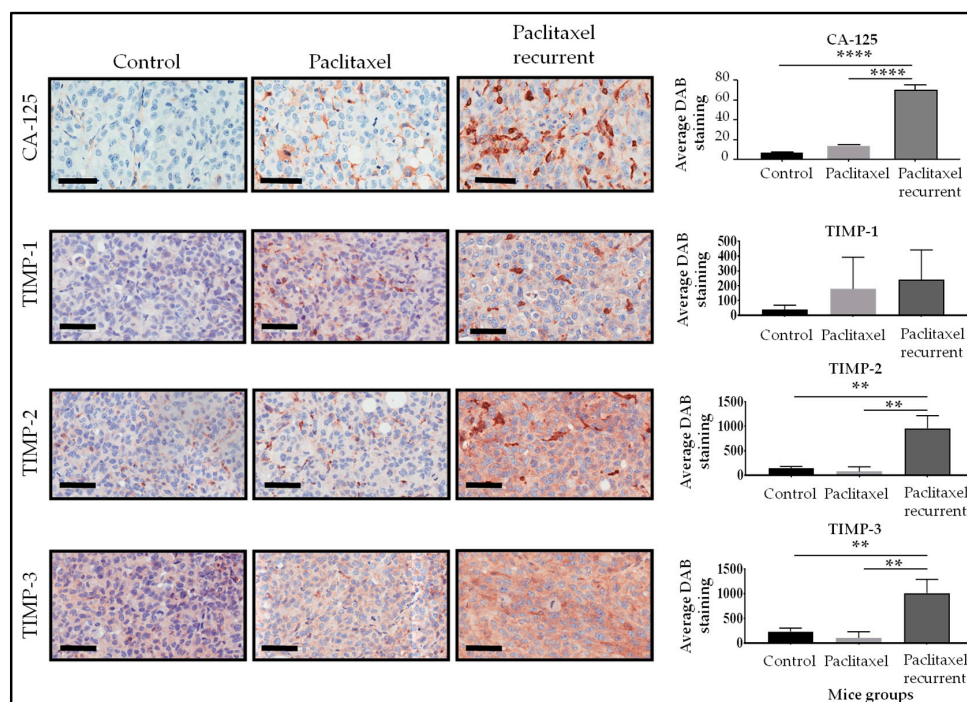 Control
Paclitaxel
Paclitaxel
recurrent
CA-125
TIMP-1
TIMP-2
TIMP-3
CA-125
****
****
Average DAB
staining
80
60
40
20
0
Control
Paclitaxel
Paclitaxel
recurrent
TIMP-1
Average DAB
staining
500
400
300
200
100
0
Control
Paclitaxel
Paclitaxel
recurrent
TIMP-2
**
**
Average DAB
staining
1500
1000
500
0
Control
Paclitaxel
Paclitaxel
recurrent
TIMP-3
**
**
Average DAB
staining
1500
1000
500
0
Control
Paclitaxel
Paclitaxel
recurrent
Mice groups